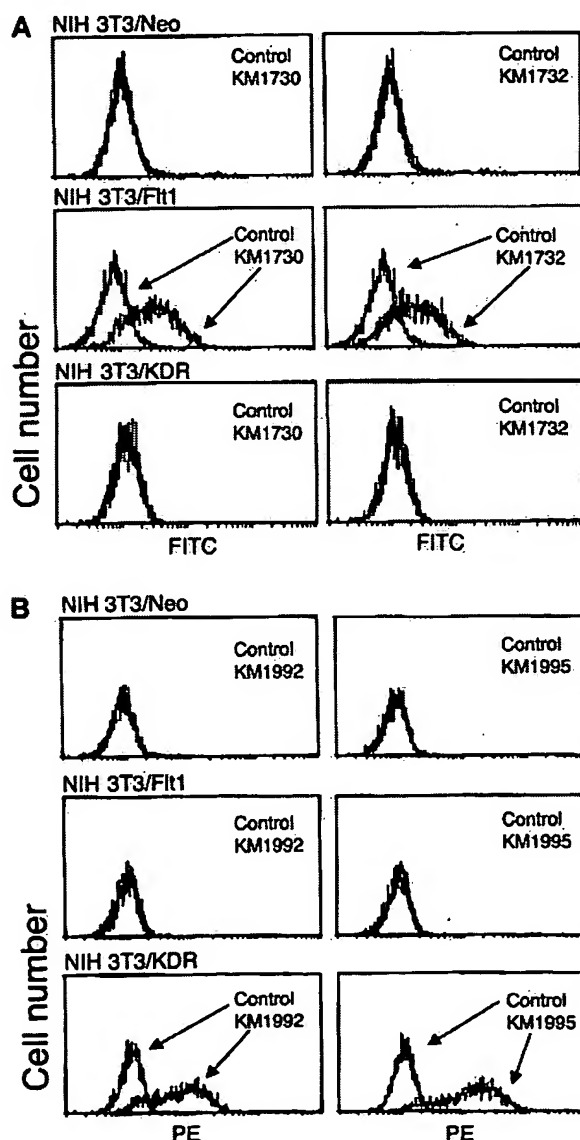 A
NIH 3T3/Neo
Control
KM1730
Control
KM1732
NIH 3T3/Flt1
Control
KM1730
Control
KM1732
NIH 3T3/KDR
Control
KM1730
Control
KM1732
Cell number
FITC
FITC
B
NIH 3T3/Neo
Control
KM1992
Control
KM1995
NIH 3T3/Flt1
Control
KM1992
Control
KM1995
NIH 3T3/KDR
Control
KM1992
Control
KM1995
Cell number
PE
PE